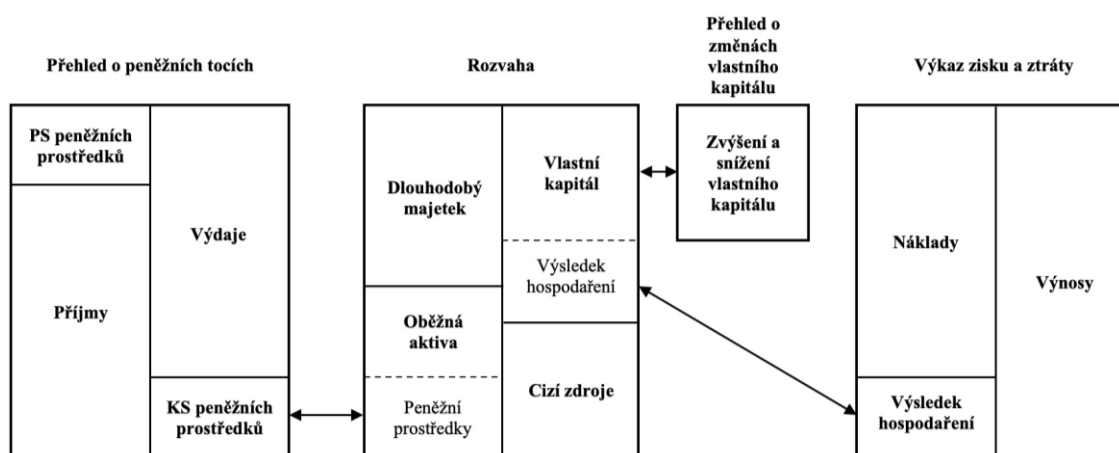 Přehled o peněžních tocích
Rozvaha
Přehled o
změnách
vlastního
kapitálu
Výkaz zisku a ztráty
PS peněžních
prostředků
Příjmy
Výdaje
KS peněžních
prostředků
Dlouhodobý
majetek
Oběžná
aktiva
Peněžní
prostředky
Vlastní
kapitál
Výsledek
hospodaření
Cizí zdroje
Zvýšení a
snížení
vlastního
kapitálu
Náklady
Výsledek
hospodaření
Výnosy